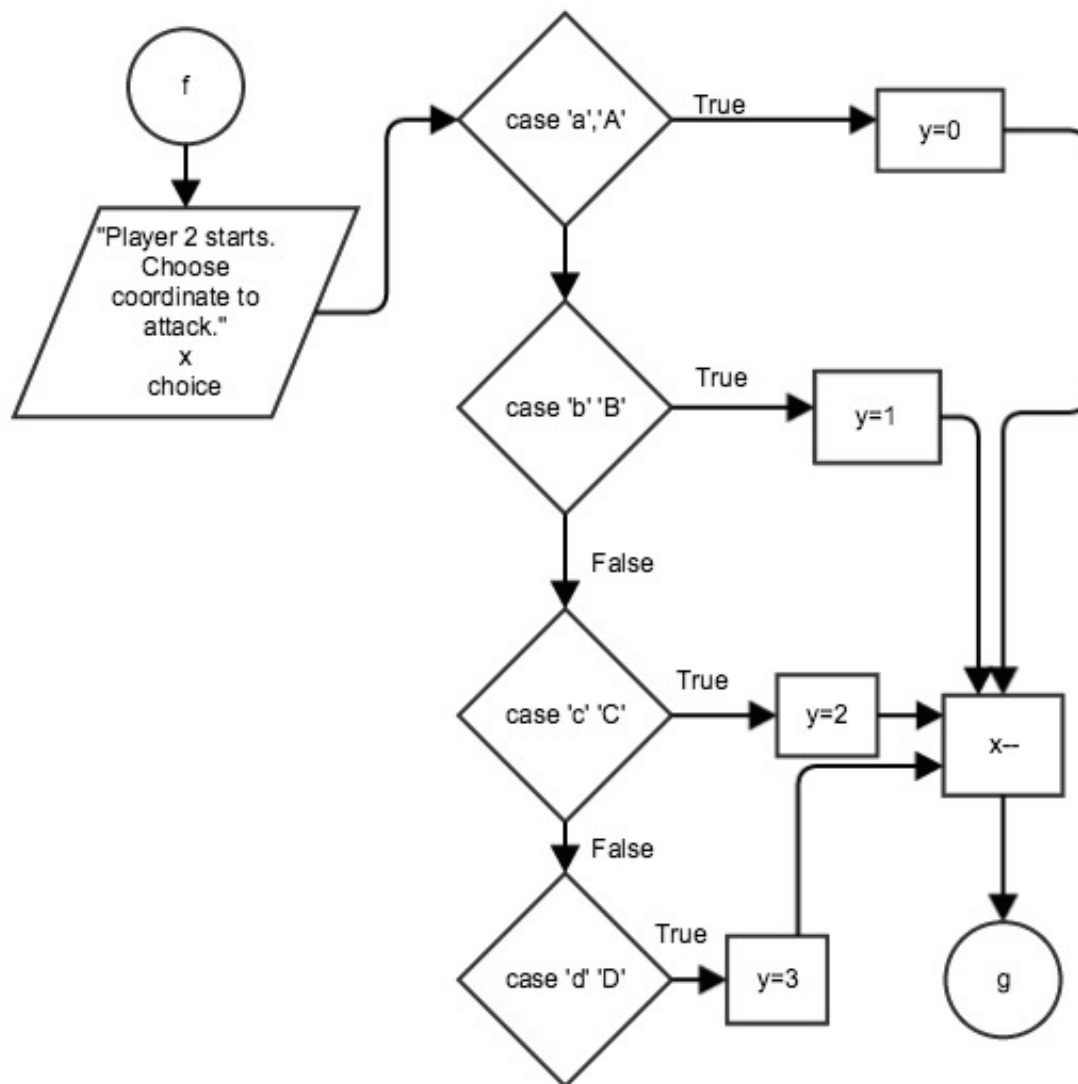 f
"Player 2 starts.
Choose
coordinate to
attack."
x
choice
case 'a','A'
True
y=0
case 'b' 'B'
True
y=1
False
case 'c' 'C'
True
y=2
x--
False
case 'd' 'D'
True
y=3
g